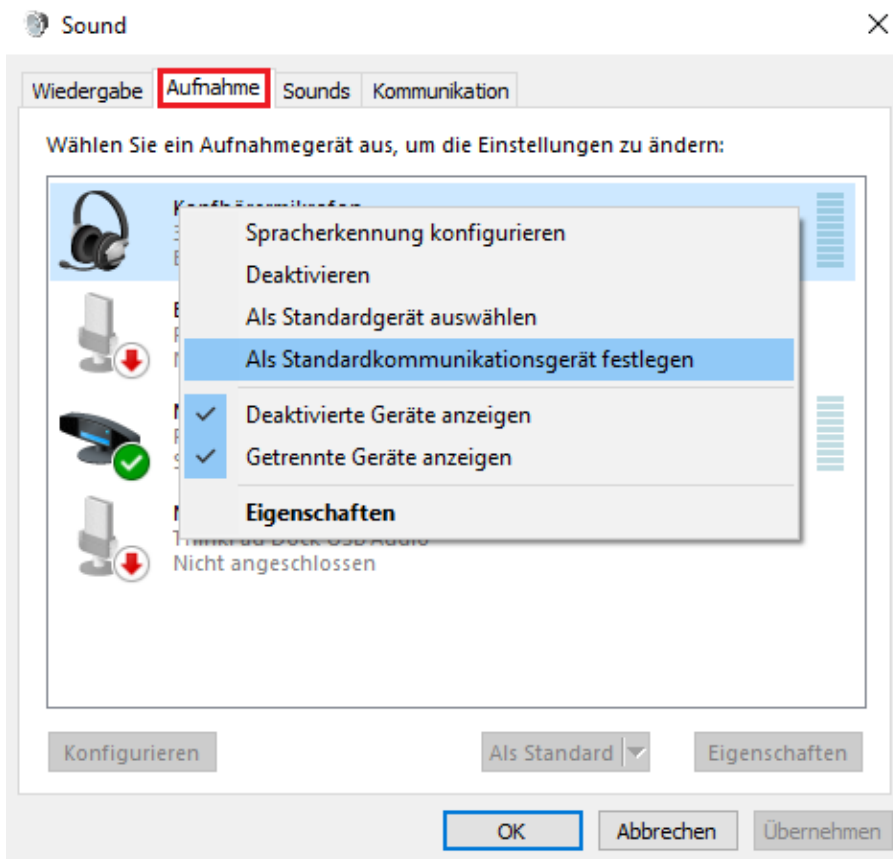 Sound
Wiedergabe Aufnahme Sounds Kommunikation
Wählen Sie ein Aufnahmegerät aus, um die Einstellungen zu ändern:
Spracherkennung konfigurieren
Deaktivieren
Als Standardgerät auswählen
Als Standardkommunikationsgerät festlegen
Deaktivierte Geräte anzeigen
Getrennte Geräte anzeigen
Eigenschaften
Nicht angeschlossen
Konfigurieren Als Standard Eigenschaften
OK Abbrechen Übernehmen